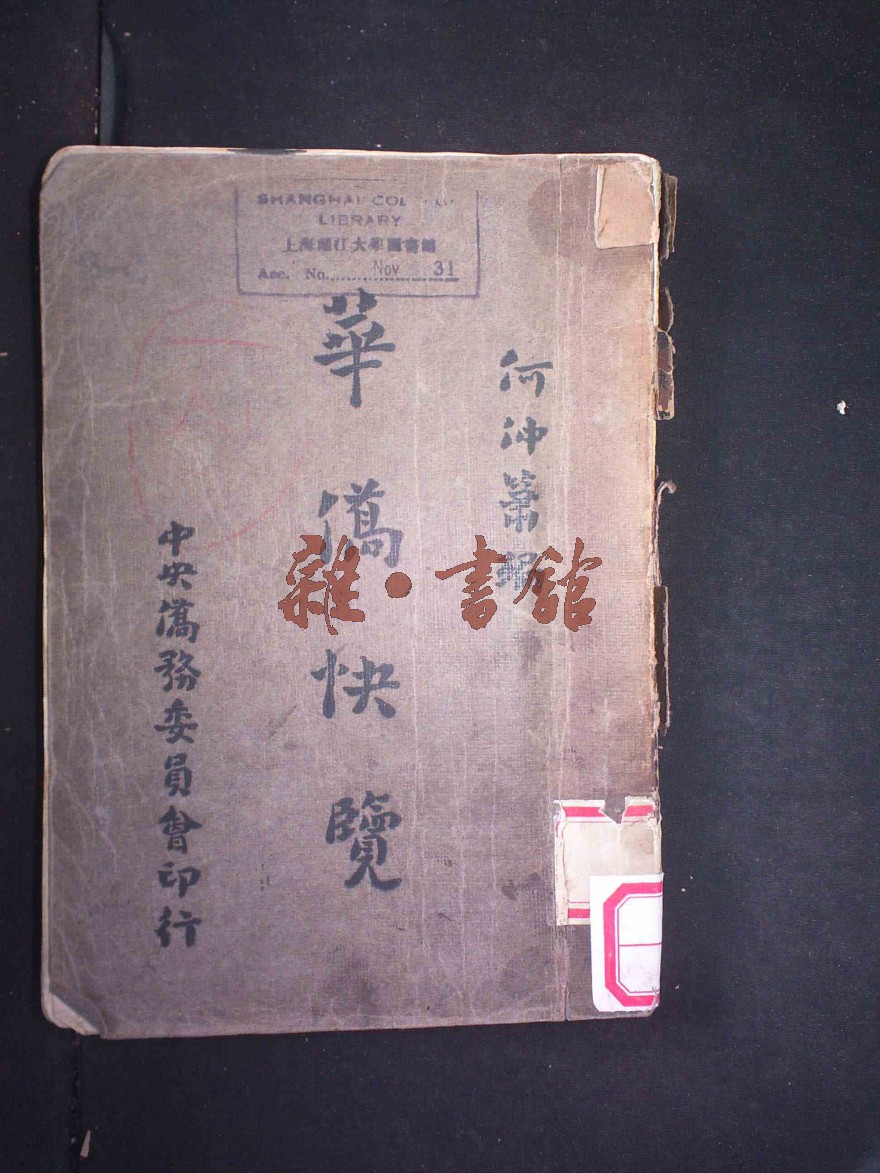 SHANGHAI COL
LIBRARY
上海滬江大學圖書館
Acc. No. Nov 31
何沖簫編
華僑快覽
中央僑務委員會印行
雜·書館